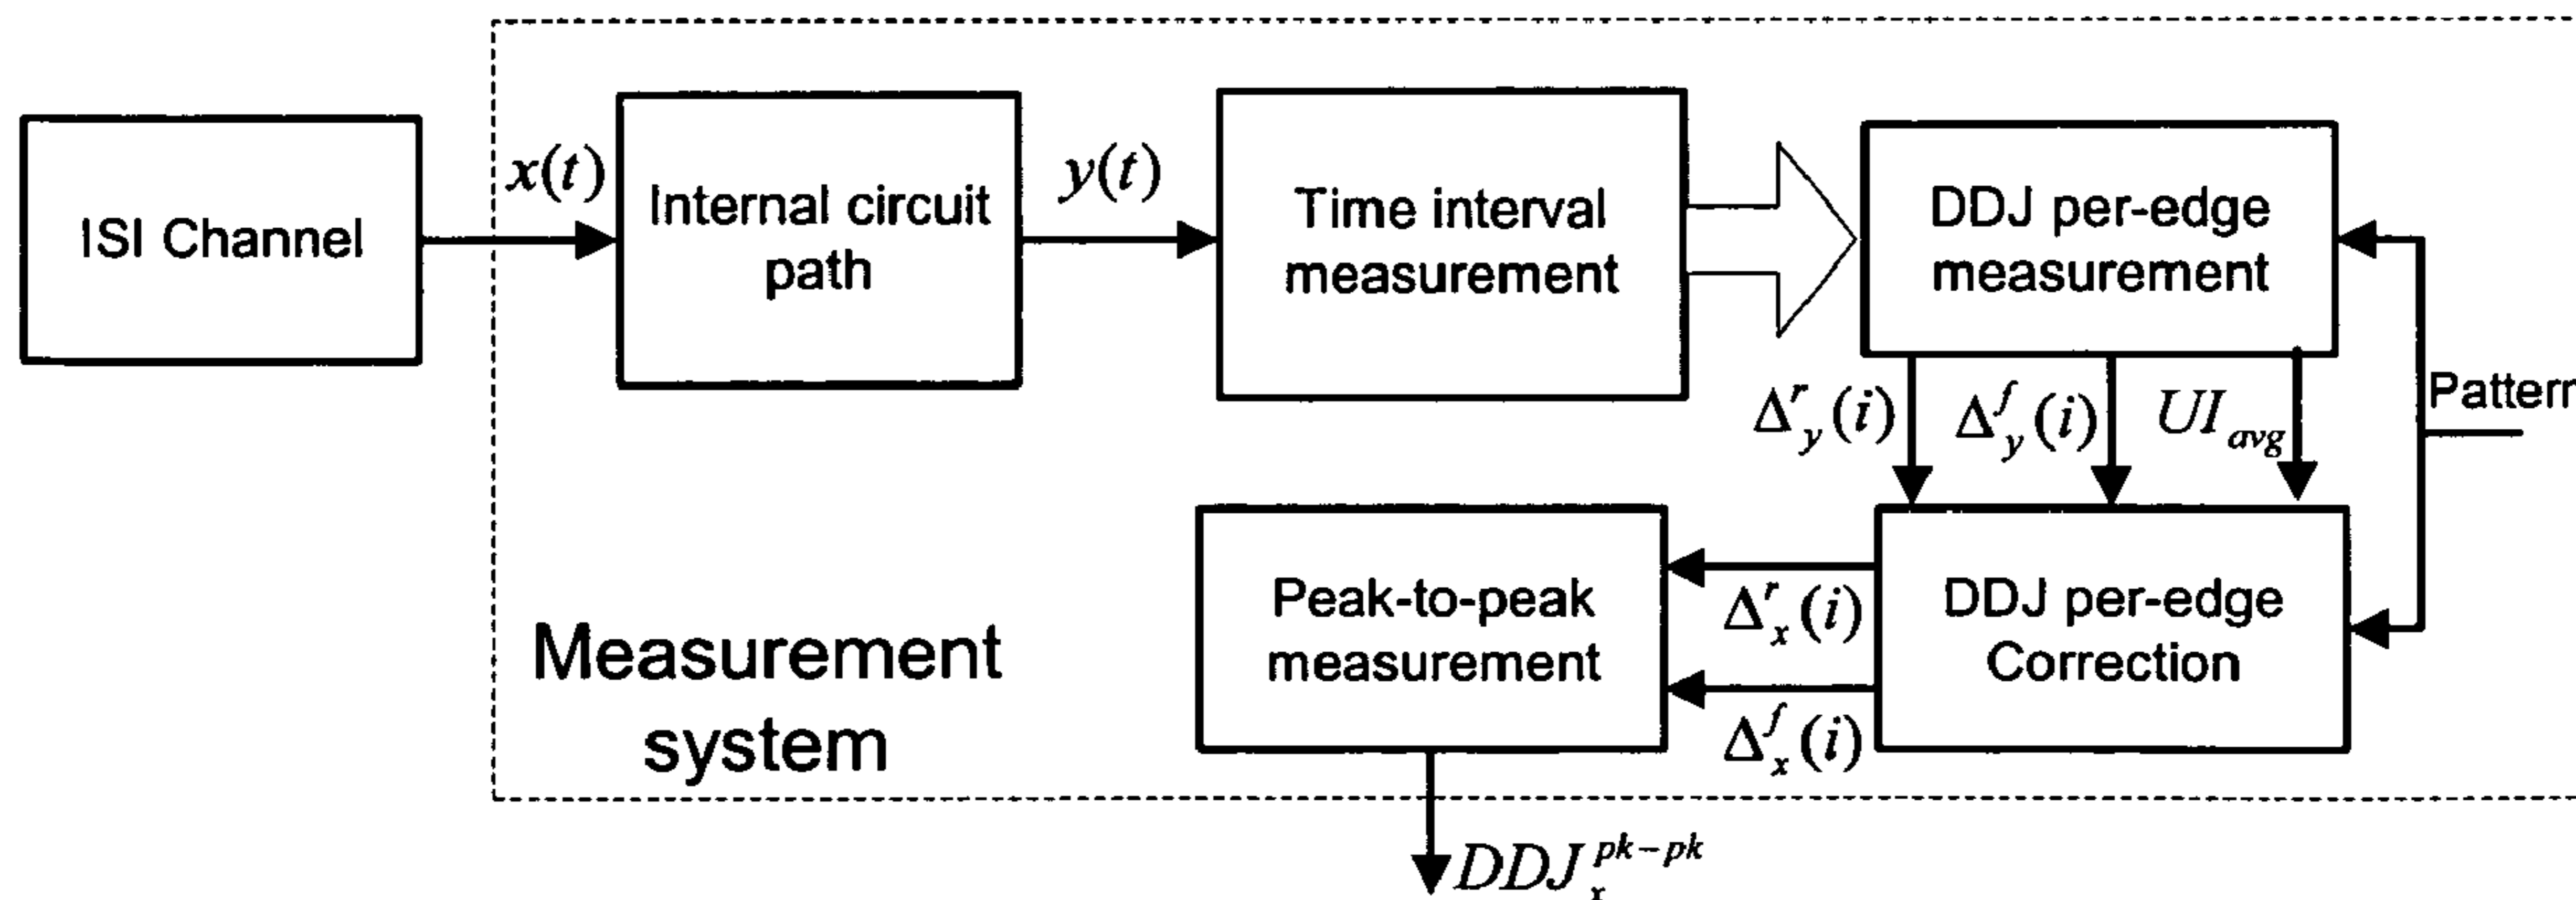 ISI Channel
x(t)
Internal circuit
path
y(t)
Time interval
measurement
DDJ per-edge
measurement
Δ^r_y(i)
Δ^f_y(i)
UI_avg
Pattern
DDJ per-edge
Correction
Δ^r_x(i)
Δ^f_x(i)
Peak-to-peak
measurement
Measurement
system
DDJ_x^{pk-pk}